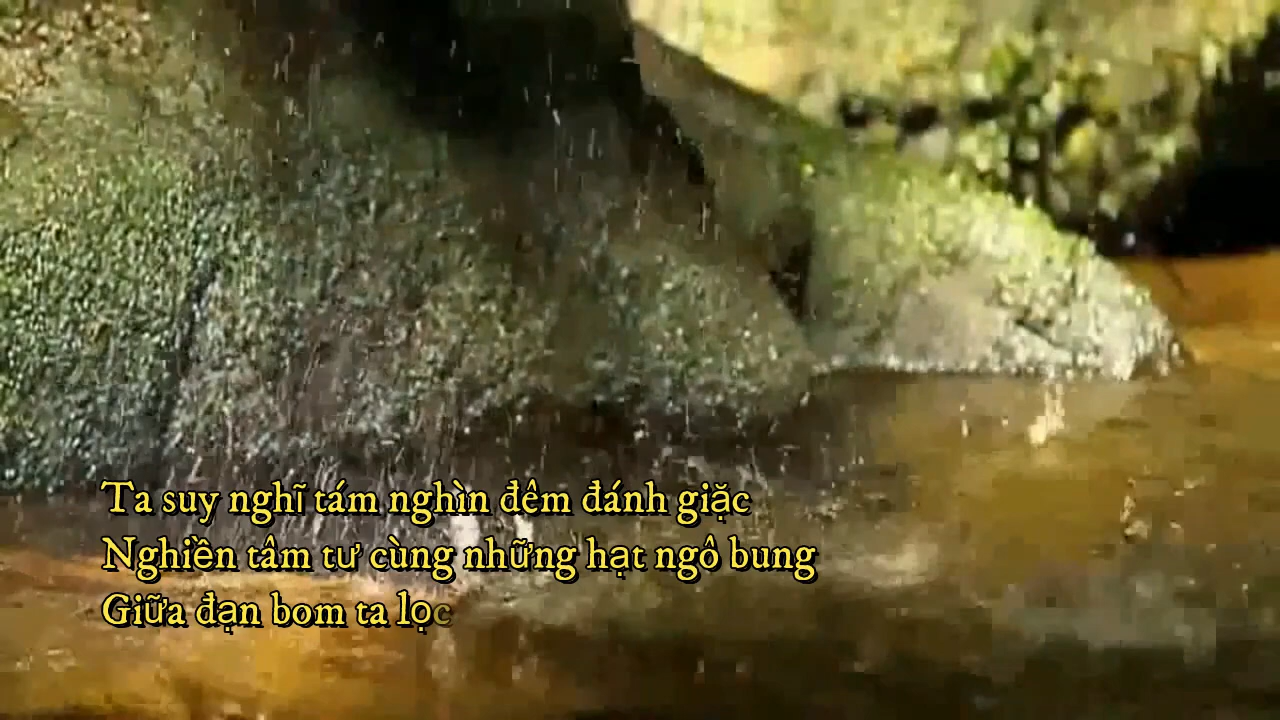 Ta suy nghĩ tám nghìn đêm đánh giặc
Nghiền tâm tư cùng những hạt ngô bung
Giữa đạn bom ta lọc